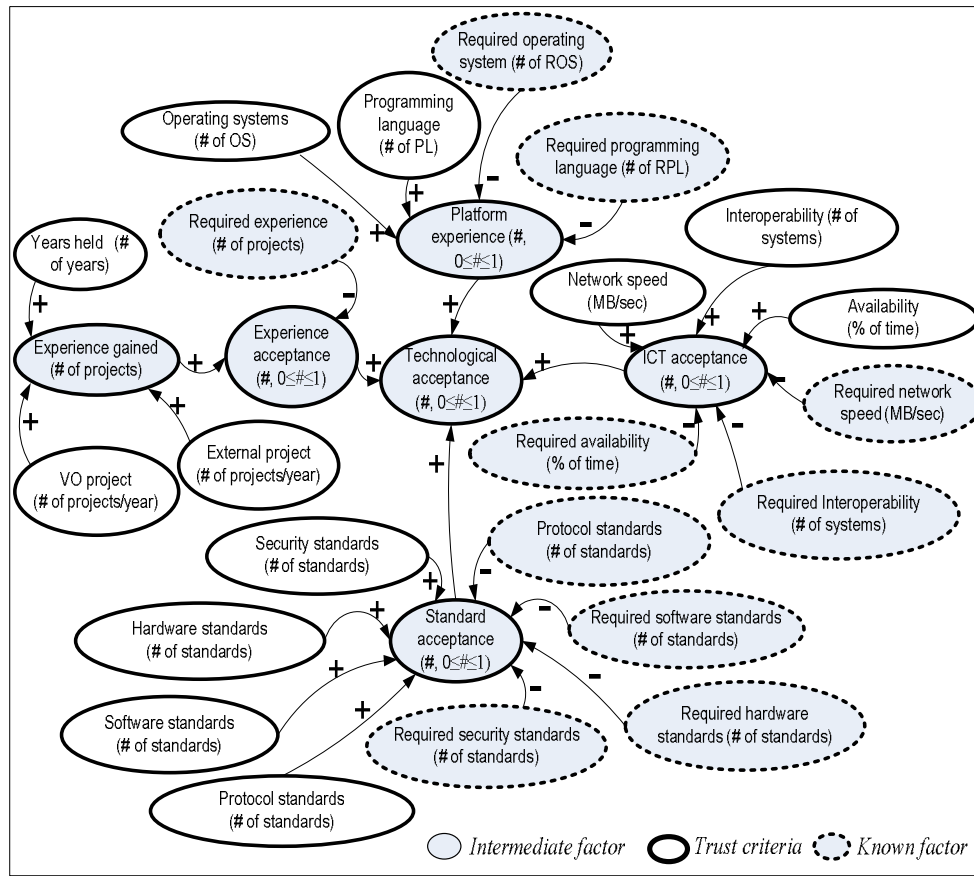 Required operating
system (# of ROS)
Programming
language
(# of PL)
Operating systems
(# of OS)
Required programming
language (# of RPL)
Required experience
(# of projects)
Platform
experience (#,
0≤#≤1)
Interoperability (# of
systems)
Years held (#
of years)
Network speed
(MB/sec)
Availability
(% of time)
Experience gained
(# of projects)
Experience
acceptance
(#, 0≤#≤1)
Technological
acceptance
(#, 0≤#≤1)
ICT acceptance
(#, 0≤#≤1)
Required network
speed (MB/sec)
VO project
(# of projects/year)
External project
(# of projects/year)
Required availability
(% of time)
Required Interoperability
(# of systems)
Security standards
(# of standards)
Protocol standards
(# of standards)
Hardware standards
(# of standards)
Standard
acceptance
(#, 0≤#≤1)
Required software standards
(# of standards)
Software standards
(# of standards)
Required security standards
(# of standards)
Required hardware
standards (# of standards)
Protocol standards
(# of standards)
Intermediate factor
Trust criteria
Known factor